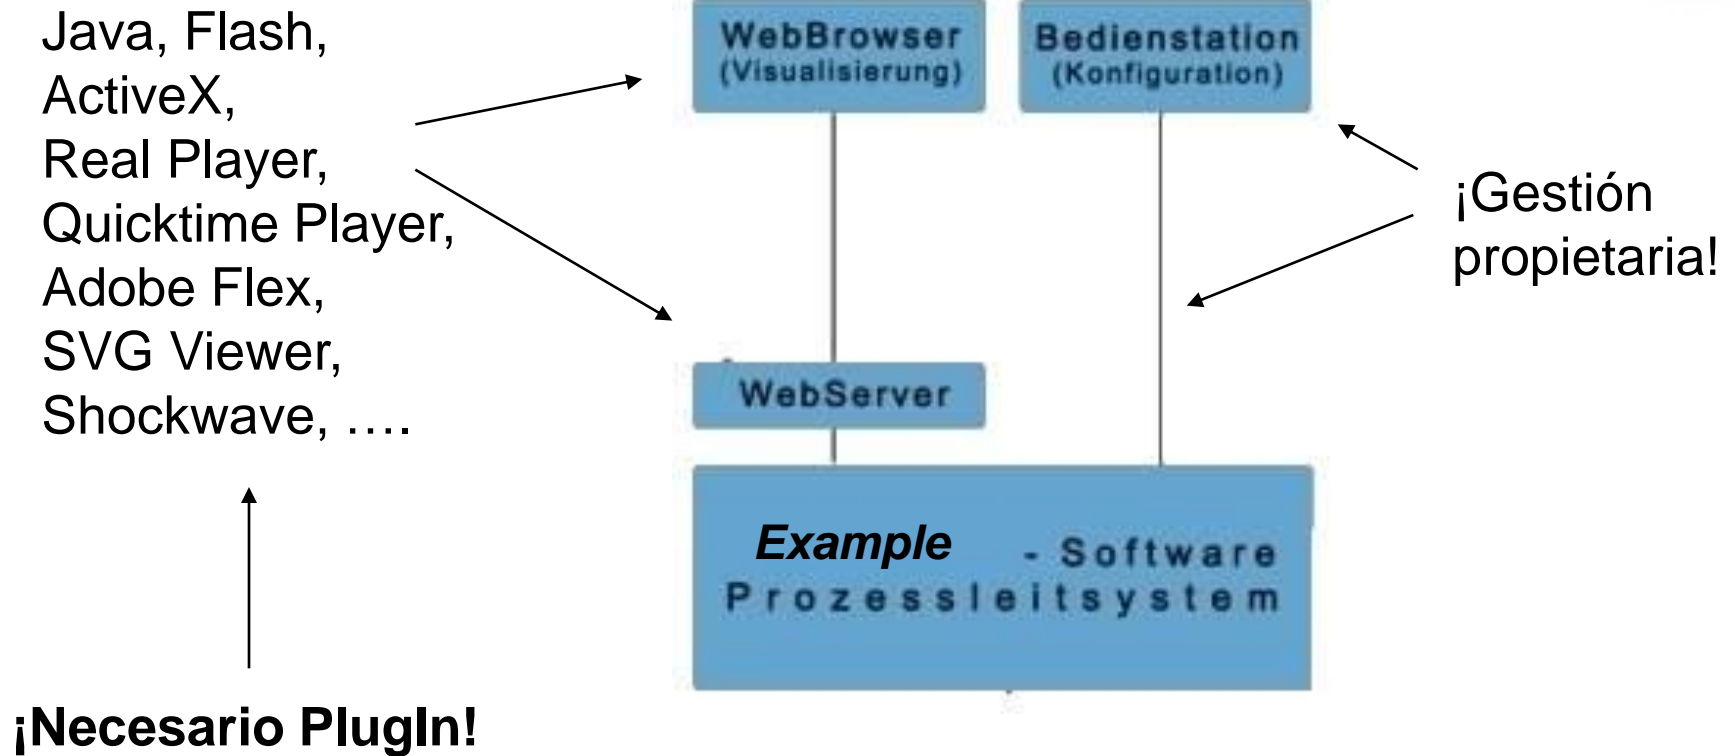 Java, Flash,
ActiveX,
Real Player,
Quicktime Player,
Adobe Flex,
SVG Viewer,
Shockwave, ….
¡Necesario PlugIn!
WebBrowser
(Visualisierung)
Bedienstation
(Konfiguration)
WebServer
Example - Software
Prozessleitsystem
¡Gestión
propietaria!